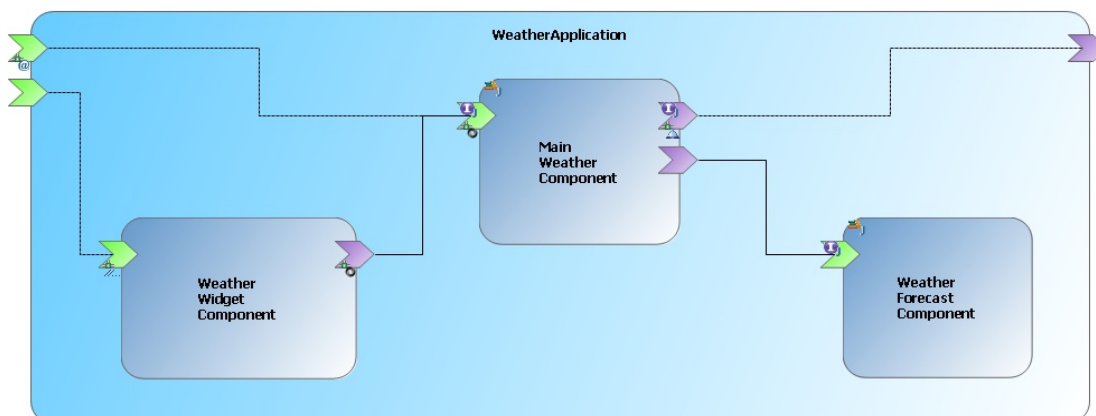 WeatherApplication
Main
Weather
Component
Weather
Widget
Component
Weather
Forecast
Component